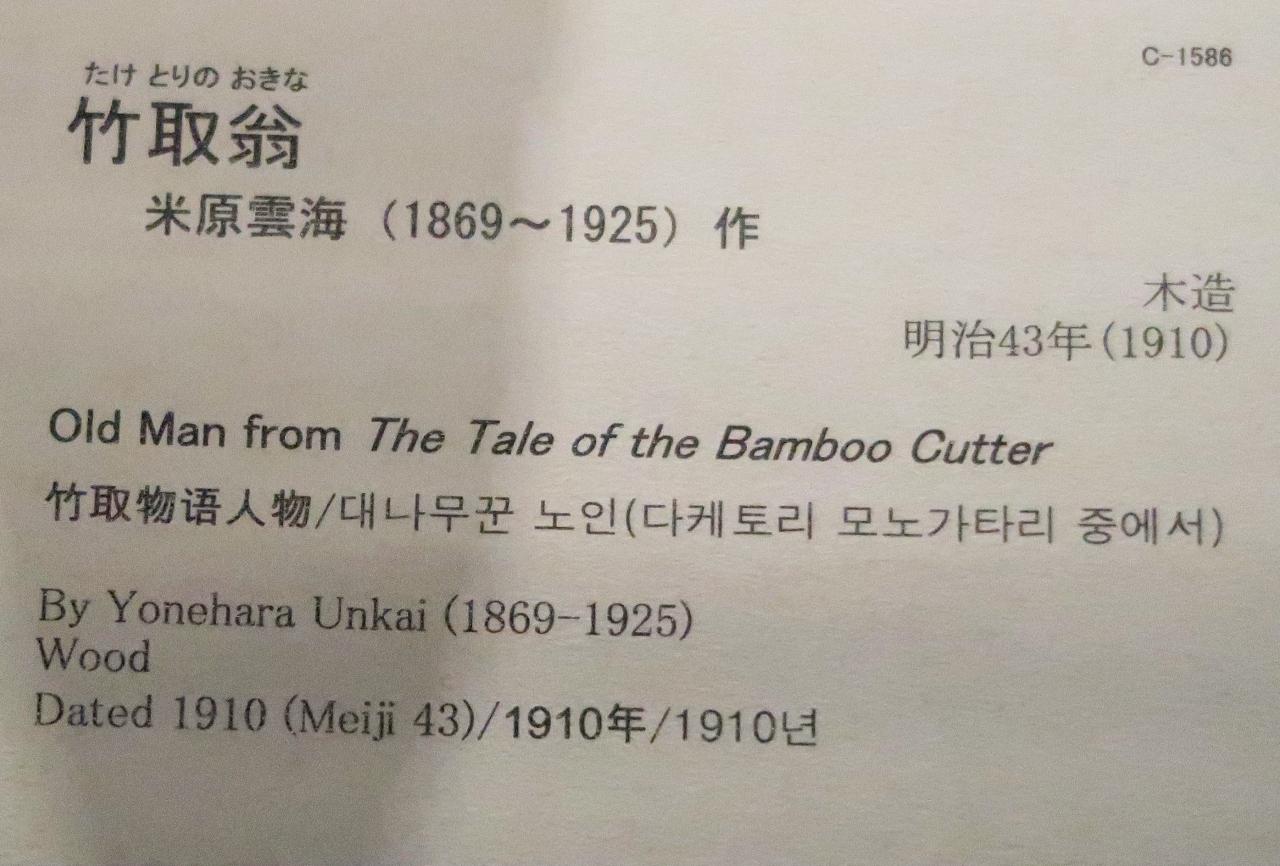 C-1586
たけ とりの おきな
竹取翁
米原雲海（1869～1925）作
木造
明治43年（1910）
Old Man from The Tale of the Bamboo Cutter
竹取物语人物/대나무꾼 노인(다케토리 모노가타리 중에서)
By Yonehara Unkai (1869-1925)
Wood
Dated 1910 (Meiji 43)/1910年/1910년